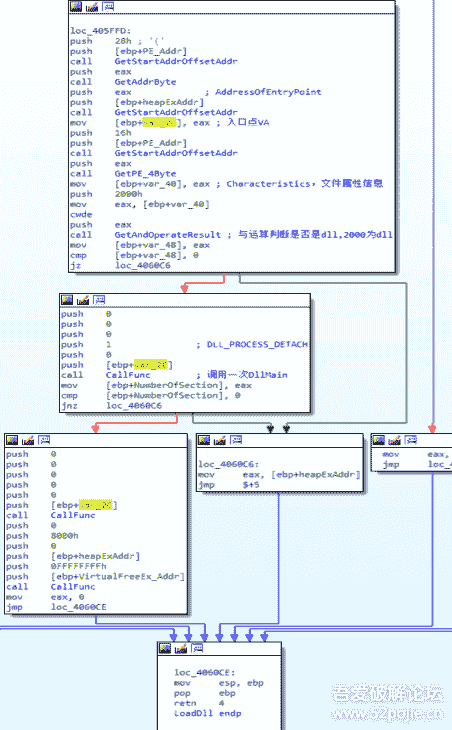 loc_405FFD:
push 28h ; '('
push [ebp+PE_Addr]
call GetStartAddrOffsetAddr
push eax
call GetAddrByte
push eax ; AddressOfEntryPoint
push [ebp+heapExAddr]
call GetStartAddrOffsetAddr
mov [ebp+ ], eax ; 入口点VA
push 16h
push [ebp+PE_Addr]
call GetStartAddrOffsetAddr
push eax
call GetPE_4Byte
mov [ebp+var_40], eax ; Characteristics，文件属性信息
push 2000h
mov eax, [ebp+var_40]
cwde
push eax
call GetAndOperateResult ; 与运算判断是否是dll,2000为dll
mov [ebp+var_48], eax
cmp [ebp+var_48], 0
jz loc_4060C6
push 0
push 0
push 0
push 1 ; DLL_PROCESS_DETACH
push 0
push [ebp+ ]
call CallFunc ; 调用一次DllMain
mov [ebp+NumberOfSection], eax
cmp [ebp+NumberOfSection], 0
jnz loc_4060C6
push 0
push 0
push 0
push 0
push 0
push [ebp+ ]
call CallFunc
push 0
push 8000h
push 0
push [ebp+heapExAddr]
push 0FFFFFFFFh
push [ebp+VirtualFreeEx_Addr]
call CallFunc
mov eax, 0
jmp loc_4060CE
loc_4060C6:
mov eax, [ebp+heapExAddr]
jmp $+5
mov eax,
jmp
loc_4060CE:
mov esp, ebp
pop ebp
retn 4
LoadDll endp
吾爱破解论坛
www.52pojie.cn